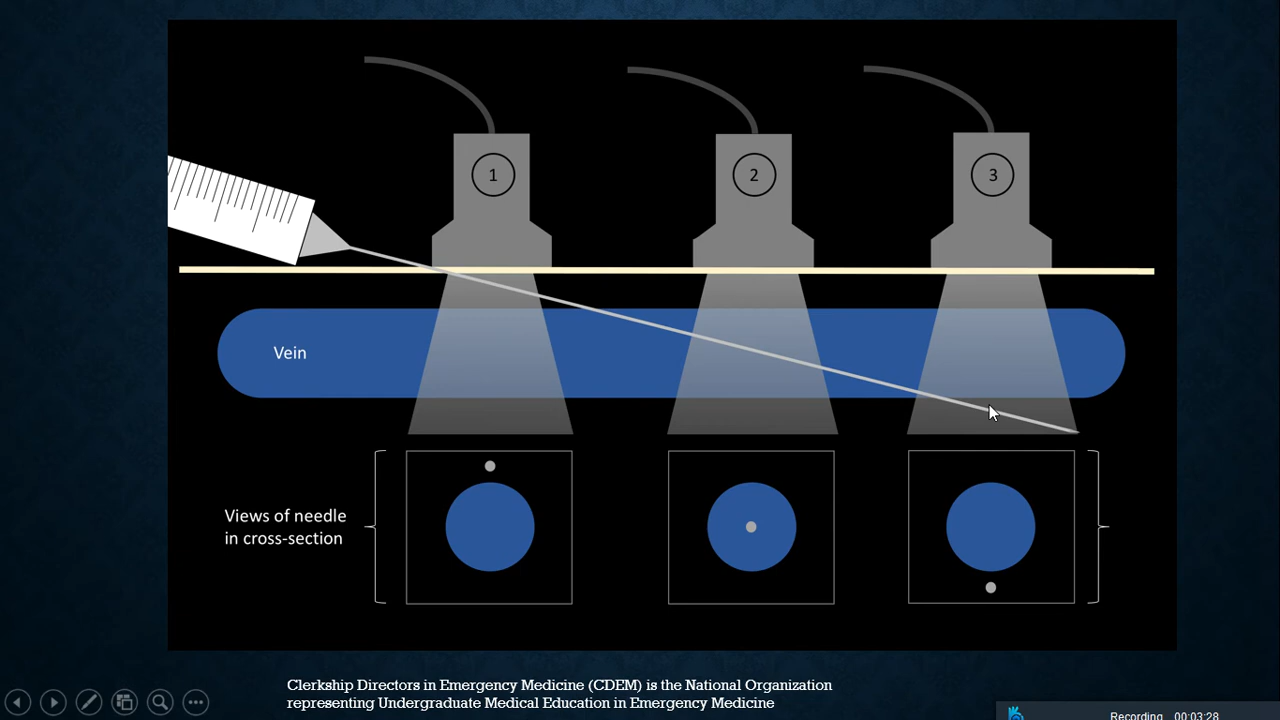 1
2
3
Vein
Views of needle
in cross-section
Clerkship Directors in Emergency Medicine (CDEM) is the National Organization
representing Undergraduate Medical Education in Emergency Medicine
Recording 00:03:28